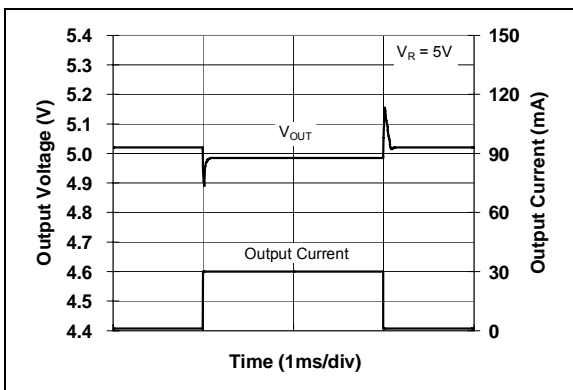 5.4
5.3
5.2
5.1
5.0
4.9
4.8
4.7
4.6
4.5
4.4
Output Voltage (V)
150
120
90
60
30
0
Output Current (mA)
VR = 5V
VOUT
Output Current
Time (1ms/div)